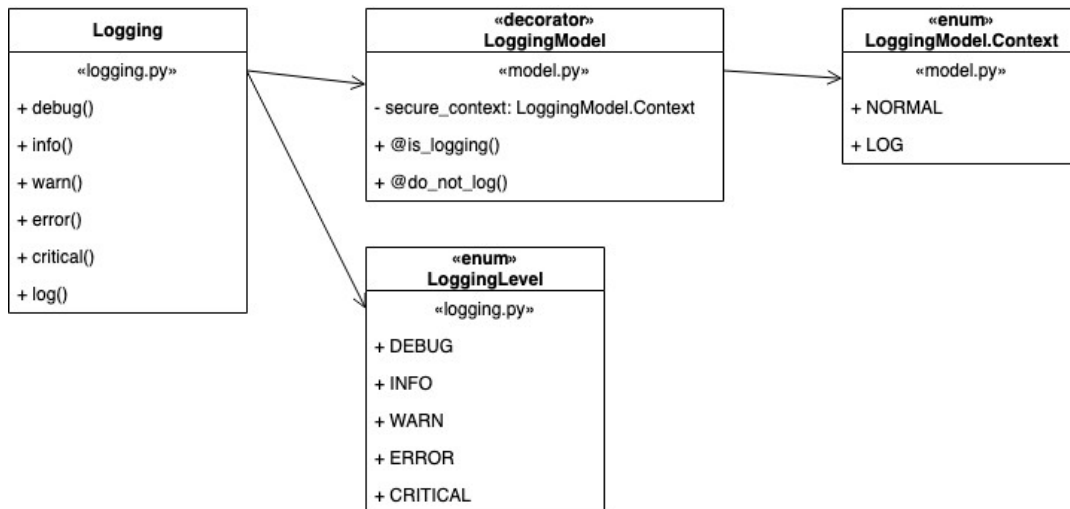 Logging
«logging.py»
+ debug()
+ info()
+ warn()
+ error()
+ critical()
+ log()
«decorator»
LoggingModel
«model.py»
- secure_context: LoggingModel.Context
+ @is_logging()
+ @do_not_log()
«enum»
LoggingModel.Context
«model.py»
+ NORMAL
+ LOG
«enum»
LoggingLevel
«logging.py»
+ DEBUG
+ INFO
+ WARN
+ ERROR
+ CRITICAL